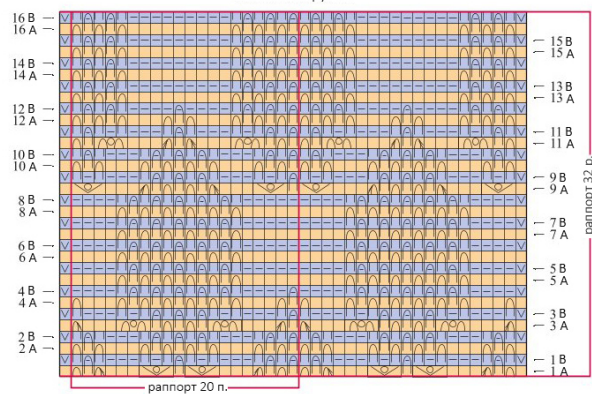 16 B
16 A
15 B
15 A
14 B
14 A
13 B
13 A
12 B
12 A
11 B
11 A
10 B
10 A
9 B
9 A
8 B
8 A
7 B
7 A
6 B
6 A
5 B
5 A
4 B
4 A
3 B
3 A
2 B
2 A
1 B
1 A
раппорт 32 р.
раппорт 20 п.